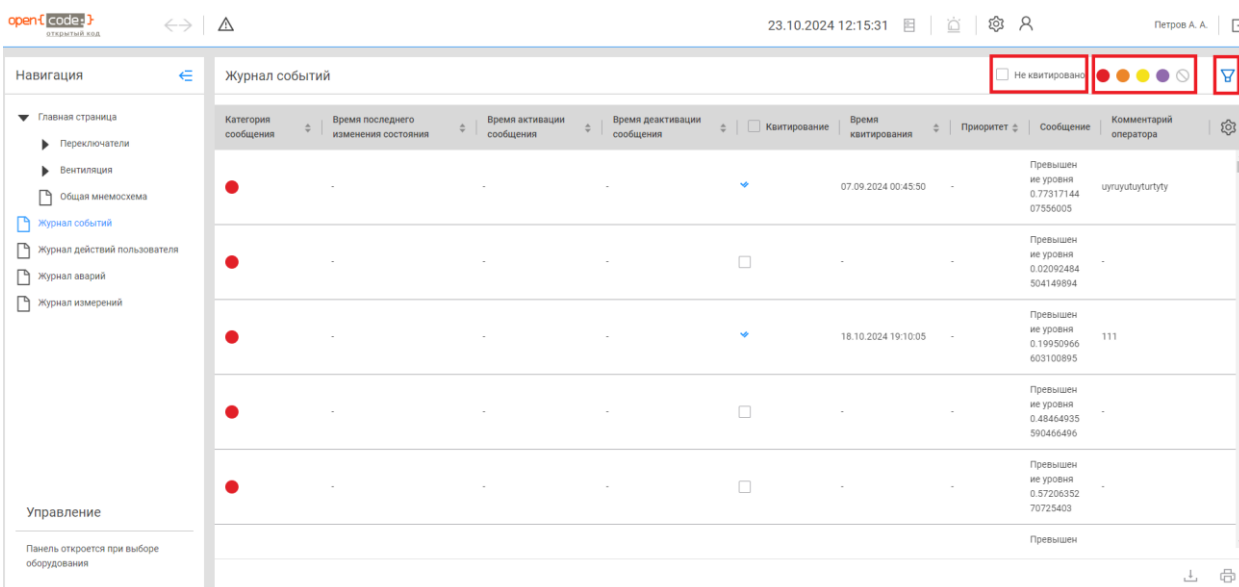 open{code:}
открытый код
23.10.2024 12:15:31
Петров А. А.
Навигация
Главная страница
Переключатели
Вентиляция
Общая мнемосхема
Журнал событий
Журнал действий пользователя
Журнал аварий
Журнал измерений
Управление
Панель откроется при выборе
оборудования
Журнал событий
Не квитировано
Категория
сообщения
Время последнего
изменения состояния
Время активации
сообщения
Время деактивации
сообщения
Квитирование
Время
квитирования
Приоритет
Сообщение
Комментарий
оператора
- - - 07.09.2024 00:45:50 -
Превышен
ие уровня
0.77317144
07556005
uyruyutuyturtyty
- - - - -
Превышен
ие уровня
0.02092484
504149894
-
- - - 18.10.2024 19:10:05 -
Превышен
ие уровня
0.19950966
603100895
111
- - - - -
Превышен
ие уровня
0.48464935
590466496
-
- - - - -
Превышен
ие уровня
0.57206352
70725403
-
Превышен